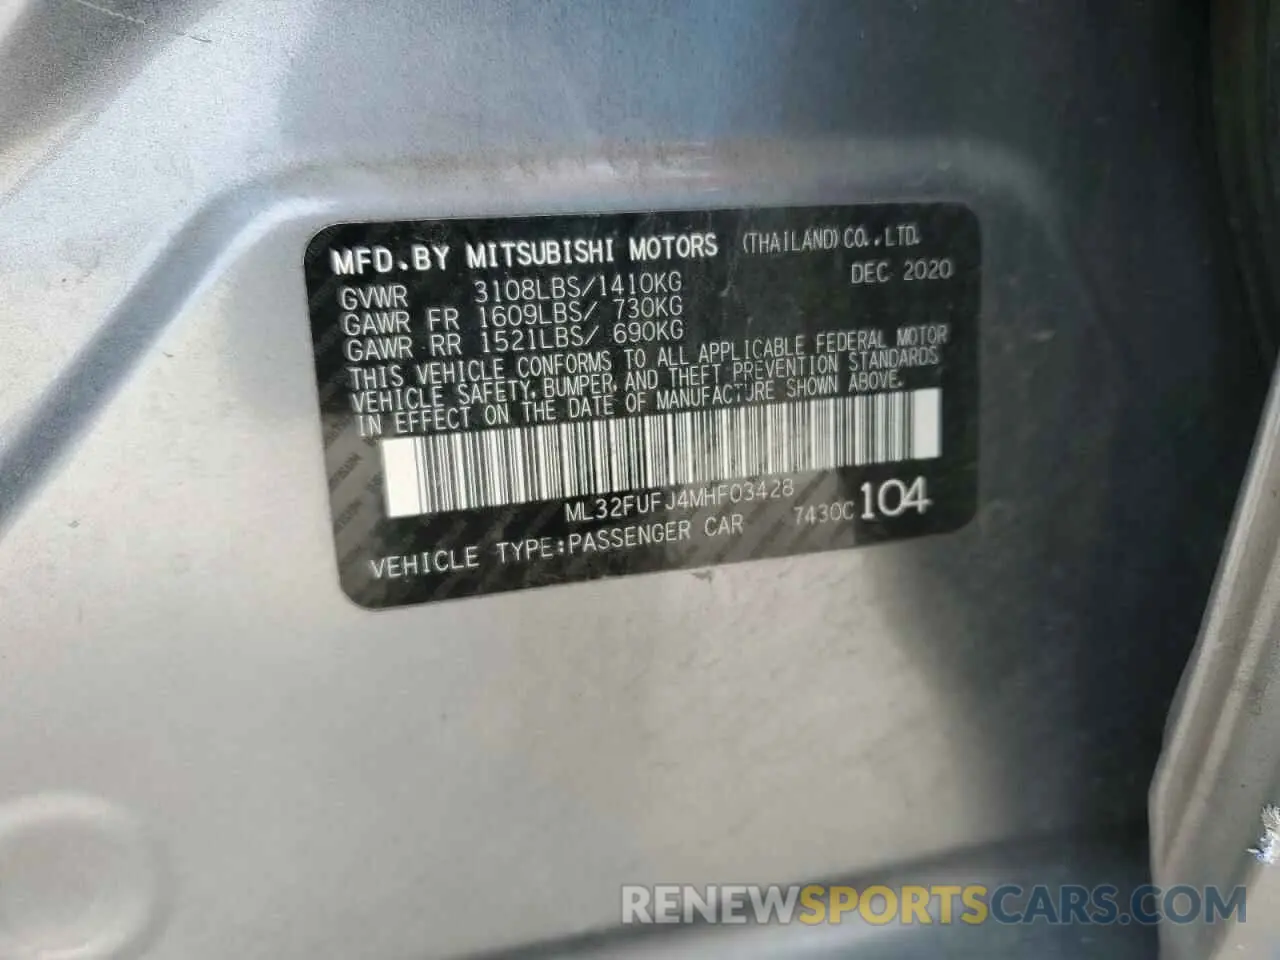 MFD.BY MITSUBISHI MOTORS (THAILAND)CO.,LTD.
DEC 2020
GVWR 3108LBS/1410KG
GAWR FR 1609LBS/ 730KG
GAWR RR 1521LBS/ 690KG
THIS VEHICLE CONFORMS TO ALL APPLICABLE FEDERAL MOTOR
VEHICLE SAFETY, BUMPER, AND THEFT PREVENTION STANDARDS
IN EFFECT ON THE DATE OF MANUFACTURE SHOWN ABOVE.
ML32FUFJ4MHF03428
7430C 104
VEHICLE TYPE:PASSENGER CAR
RENEWSPORTSCARS.COM